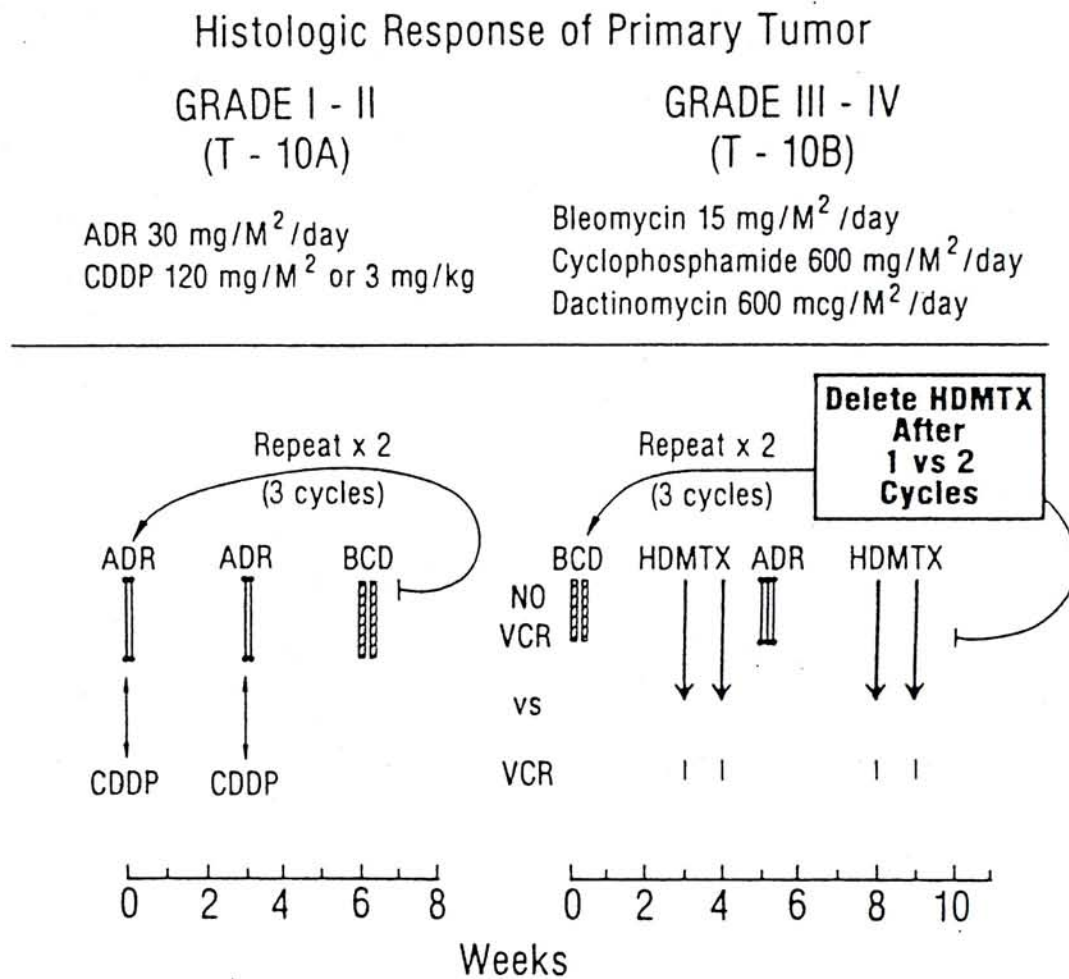 Histologic Response of Primary Tumor
GRADE I - II
(T - 10A)
ADR 30 mg/M² /day
CDDP 120 mg/M² or 3 mg/kg
GRADE III - IV
(T - 10B)
Bleomycin 15 mg/M² /day
Cyclophosphamide 600 mg/M²/day
Dactinomycin 600 mcg/M²/day
Repeat x 2
(3 cycles)
ADR ADR BCD
CDDP CDDP
0 2 4 6 8
Delete HDMTX
After
1 vs 2
Cycles
Repeat x 2
(3 cycles)
BCD HDMTX ADR HDMTX
NO
VCR
vs
VCR
0 2 4 6 8 10
Weeks